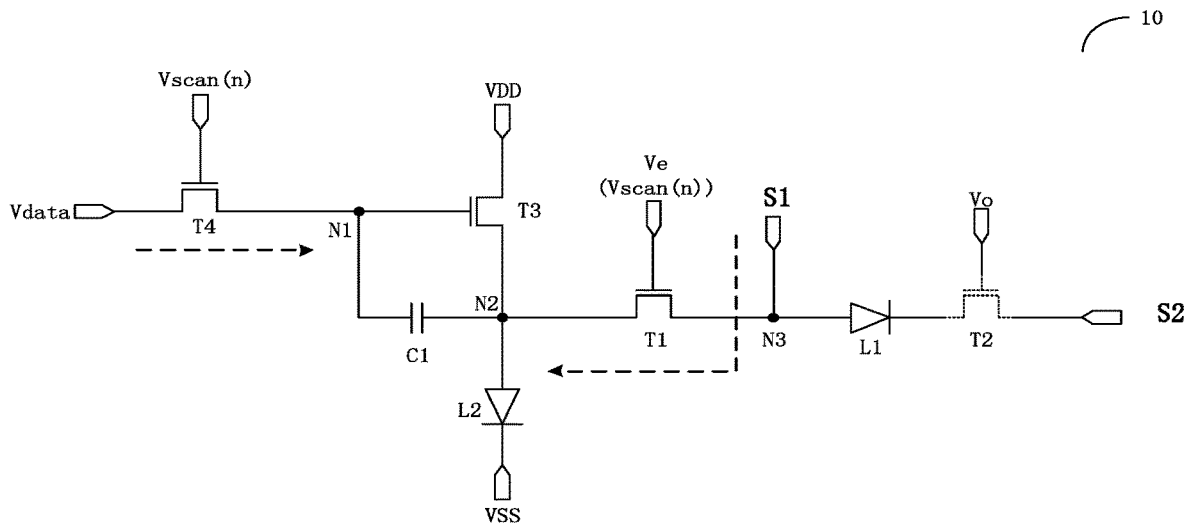 10
Vscan(n)
VDD
Ve
(Vscan(n))
S1
Vo
Vdata
T4
N1
T3
N2
C1
T1
N3
L1
T2
S2
L2
VSS